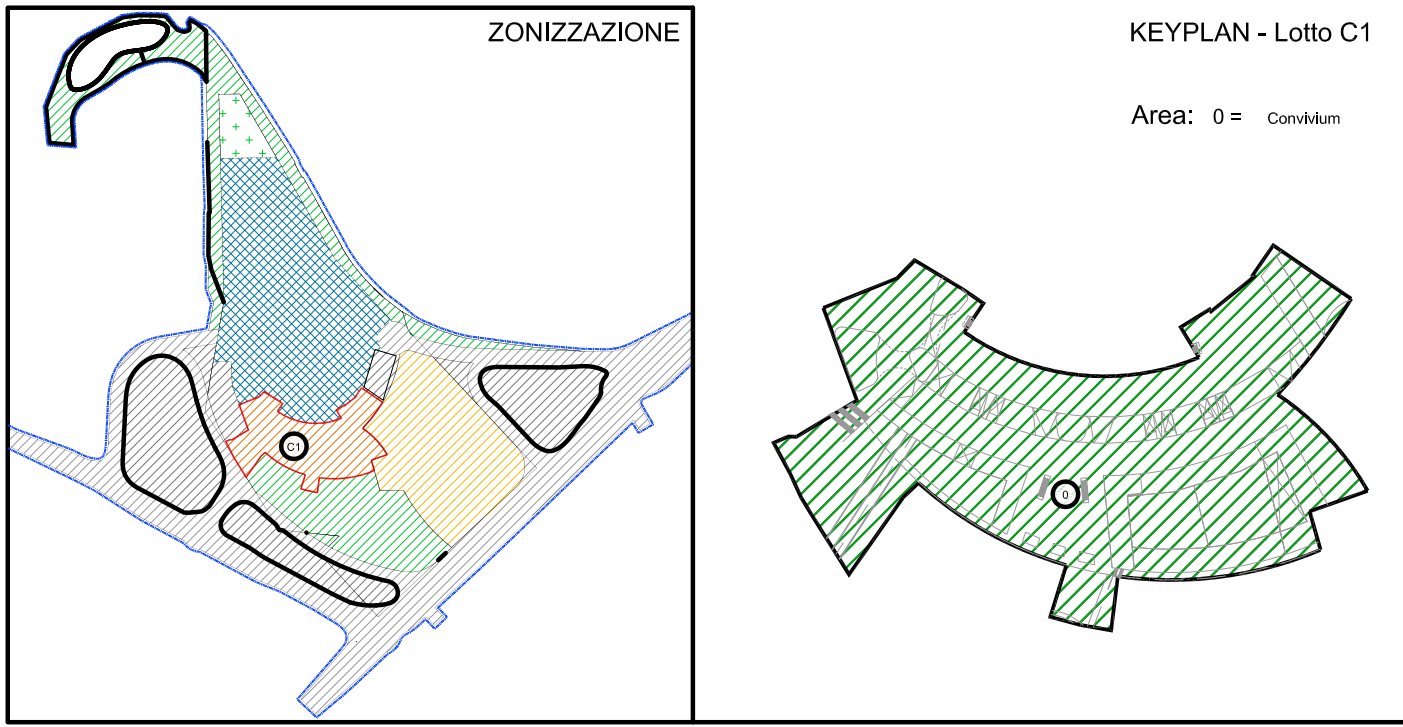 ZONIZZAZIONE
C1
KEYPLAN - Lotto C1
Area: 0 = Convivium
0